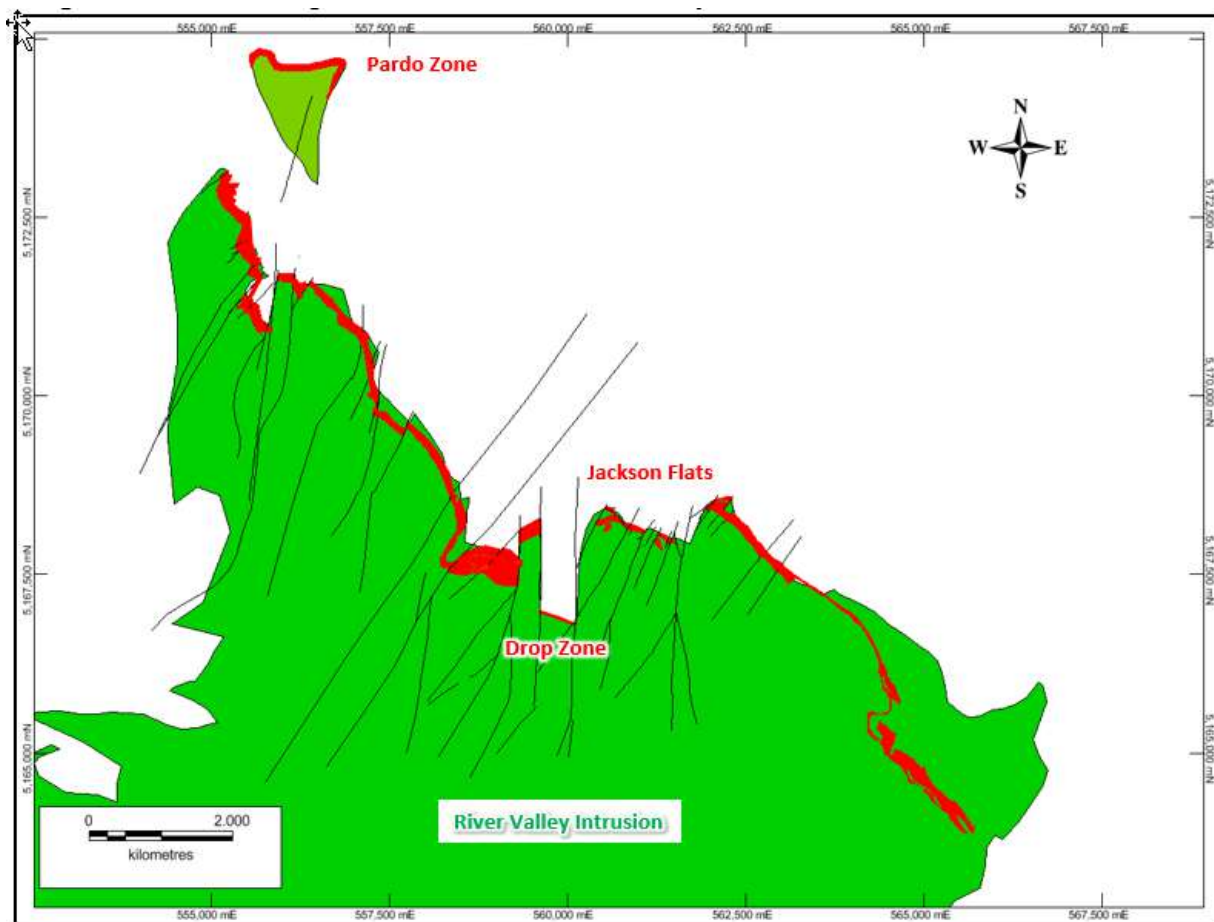 555,000 mE 557,500 mE 560,000 mE 562,500 mE 565,000 mE 567,500 mE
Pardo Zone
N
W E
S
5,172,500 mN 5,172,500 mN
5,170,000 mN 5,170,000 mN
Jackson Flats
5,167,500 mN 5,167,500 mN
Drop Zone
5,165,000 mN 5,165,000 mN
River Valley Intrusion
0 2.000
kilometres
555,000 mE 557,500 mE 560,000 mE 562,500 mE 565,000 mE 567,500 mE